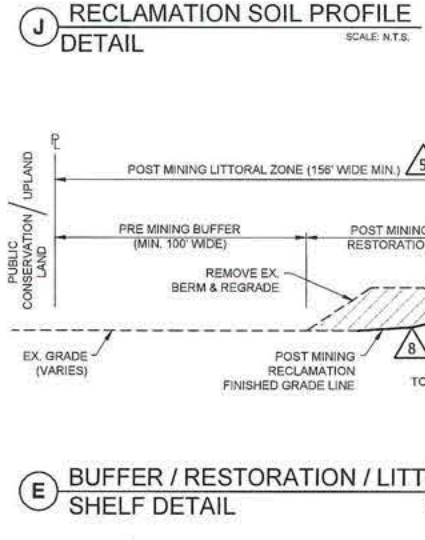 J RECLAMATION SOIL PROFILE
DETAIL
SCALE: N.T.S.
PUBLIC
CONSERVATION / UPLAND
LAND
POST MINING LITTORAL ZONE (156' WIDE MIN.)
5
PRE MINING BUFFER
(MIN. 100' WIDE)
POST MINING
RESTORATIO
REMOVE EX.
BERM & REGRADE
EX. GRADE
(VARIES)
POST MINING
RECLAMATION
FINISHED GRADE LINE
8
TO
E BUFFER / RESTORATION / LITT
SHELF DETAIL